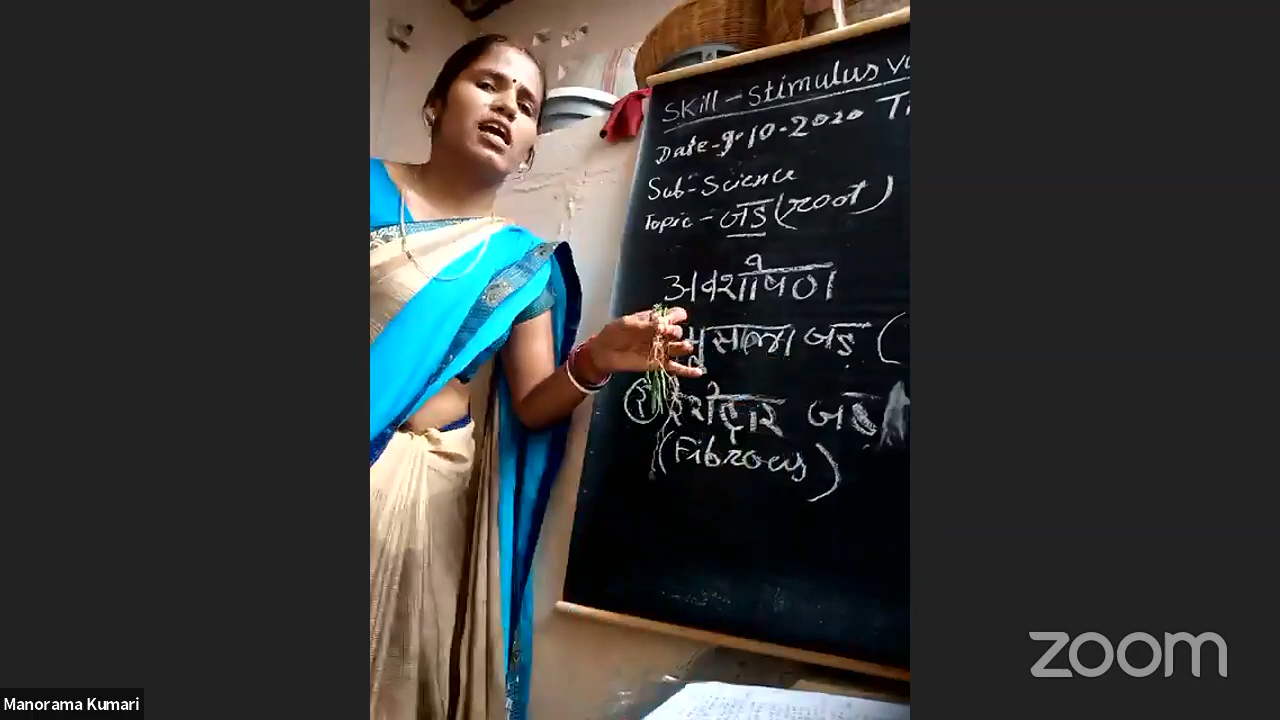 Skill - Stimulus
Date - 9-10-2020
Sub - Science
Topic - जड़ (root)
अवशोषण
मूसला जड़ (
२ रेशेदार जड़
(Fibrous)
zoom
Manorama Kumari